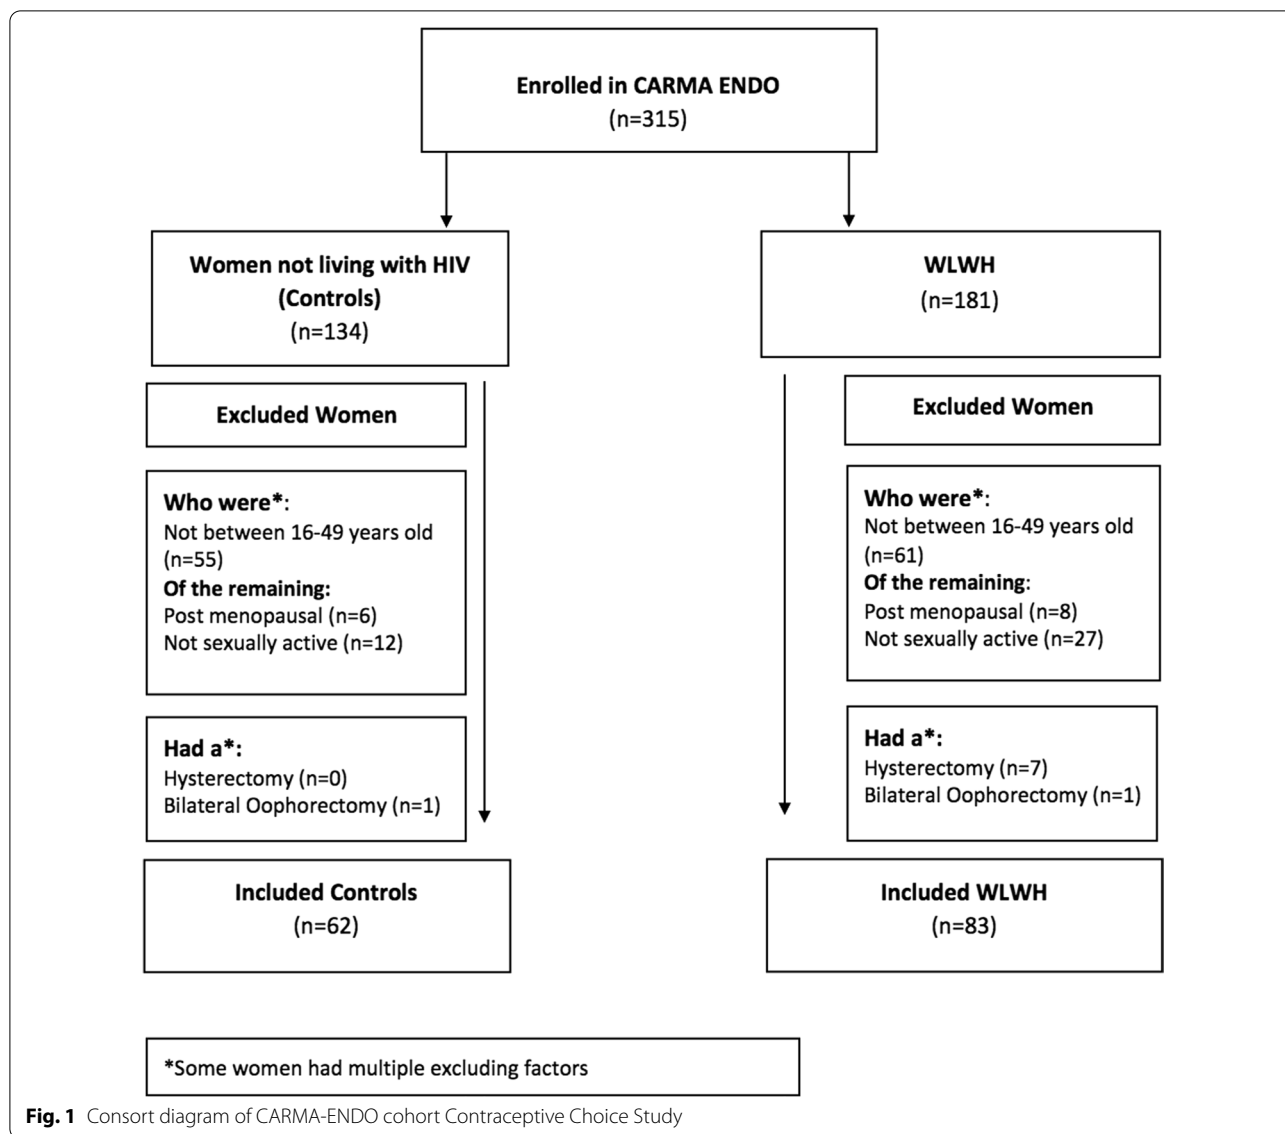 Enrolled in CARMA ENDO
(n=315)
Women not living with HIV
(Controls)
(n=134)
WLWH
(n=181)
Excluded Women
Excluded Women
Who were*:
Not between 16-49 years old
(n=55)
Of the remaining:
Post menopausal (n=6)
Not sexually active (n=12)
Who were*:
Not between 16-49 years old
(n=61)
Of the remaining:
Post menopausal (n=8)
Not sexually active (n=27)
Had a*:
Hysterectomy (n=0)
Bilateral Oophorectomy (n=1)
Had a*:
Hysterectomy (n=7)
Bilateral Oophorectomy (n=1)
Included Controls
(n=62)
Included WLWH
(n=83)
*Some women had multiple excluding factors
Fig. 1 Consort diagram of CARMA-ENDO cohort Contraceptive Choice Study